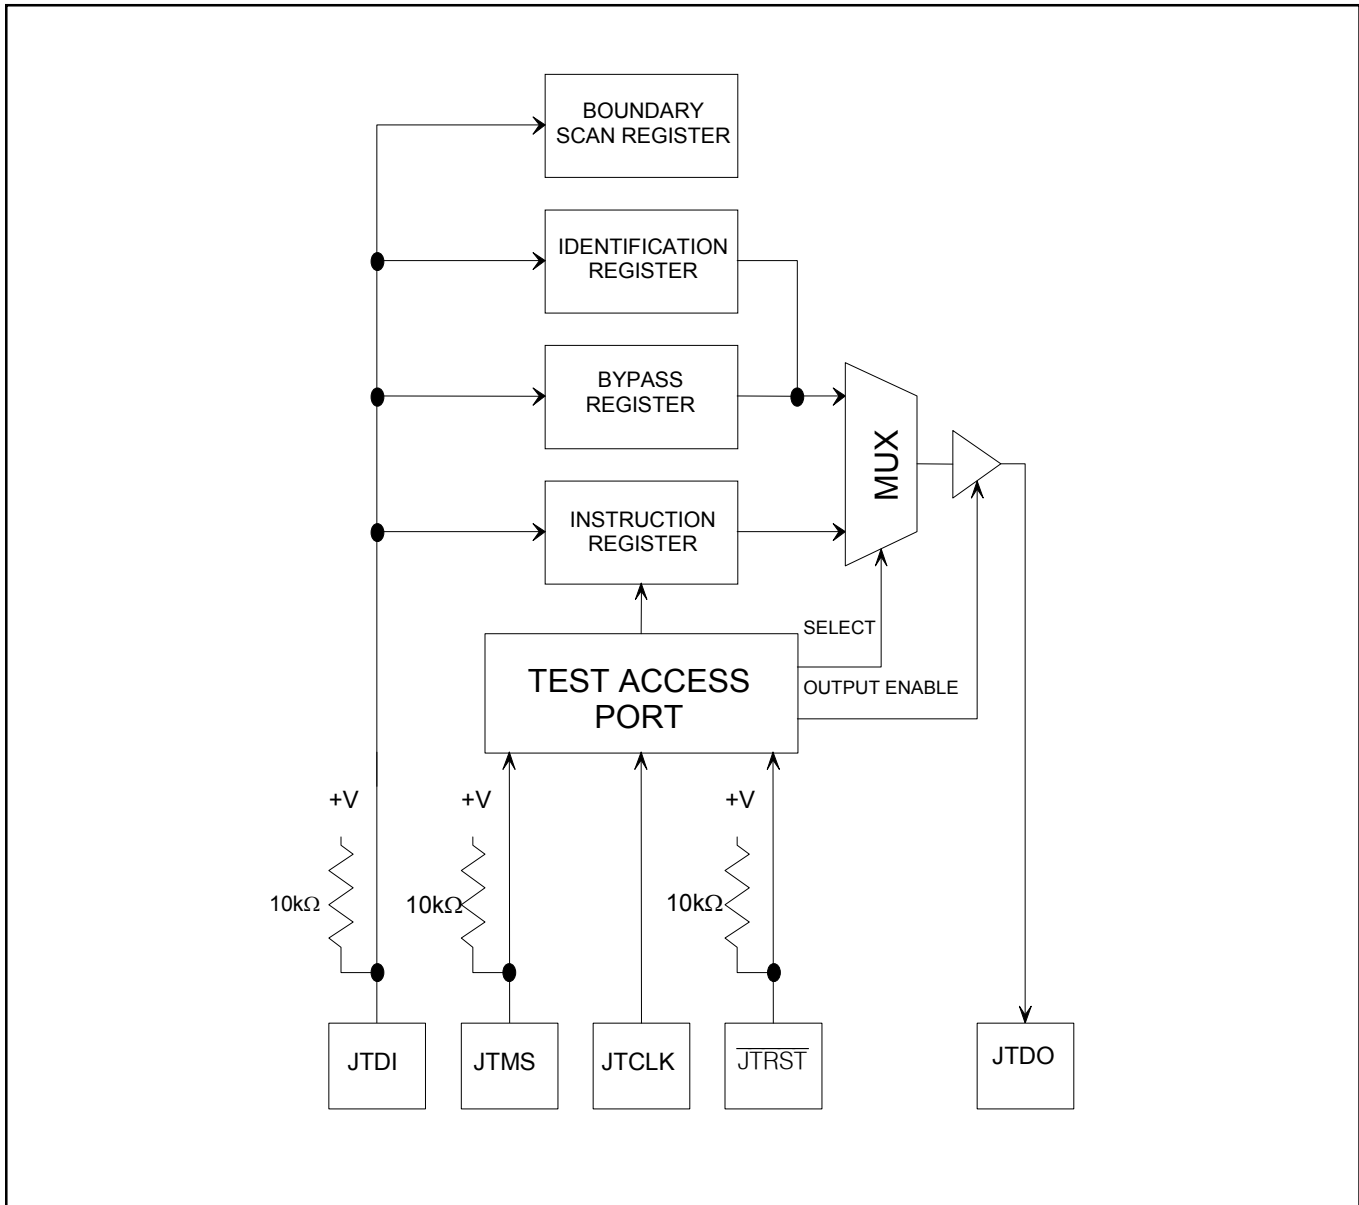 BOUNDARY
SCAN REGISTER
IDENTIFICATION
REGISTER
BYPASS
REGISTER
MUX
INSTRUCTION
REGISTER
SELECT
TEST ACCESS
PORT
OUTPUT ENABLE
+V
+V
+V
10kΩ
10kΩ
10kΩ
JTDI
JTMS
JTCLK
J̅T̅R̅S̅T̅
JTDO